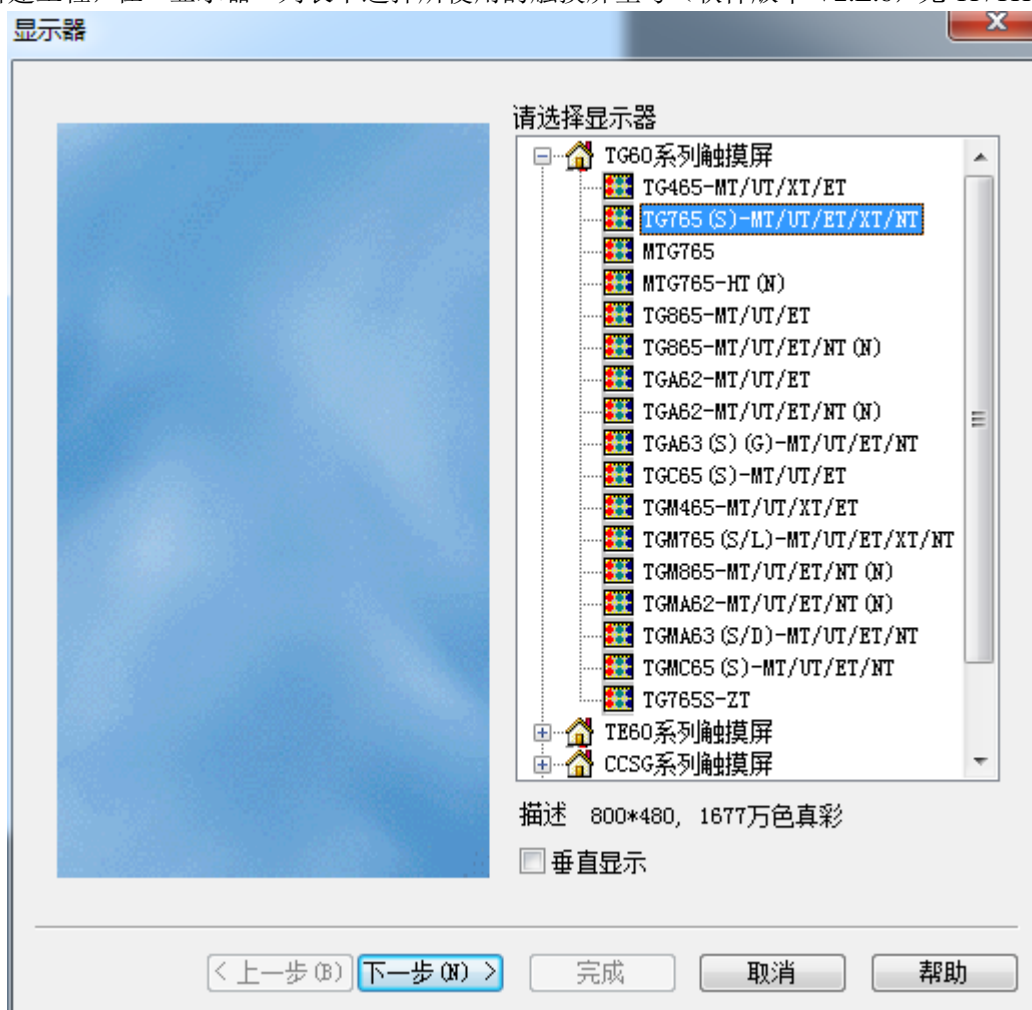 显示器
请选择显示器
TG60系列触摸屏
TG465-MT/UT/XT/ET
TG765(S)-MT/UT/ET/XT/NT
MTG765
MTG765-HT(N)
TG865-MT/UT/ET
TG865-MT/UT/ET/NT(N)
TGA62-MT/UT/ET
TGA62-MT/UT/ET/NT(N)
TGA63(S)(G)-MT/UT/ET/NT
TGC65(S)-MT/UT/ET
TGM465-MT/UT/XT/ET
TGM765(S/L)-MT/UT/ET/XT/NT
TGM865-MT/UT/ET/NT(N)
TGMA62-MT/UT/ET/NT(N)
TGMA63(S/D)-MT/UT/ET/NT
TGMC65(S)-MT/UT/ET/NT
TG765S-ZT
TE60系列触摸屏
CCSG系列触摸屏
描述 800*480, 1677万色真彩
垂直显示
<上一步(B) 下一步(N)> 完成 取消 帮助